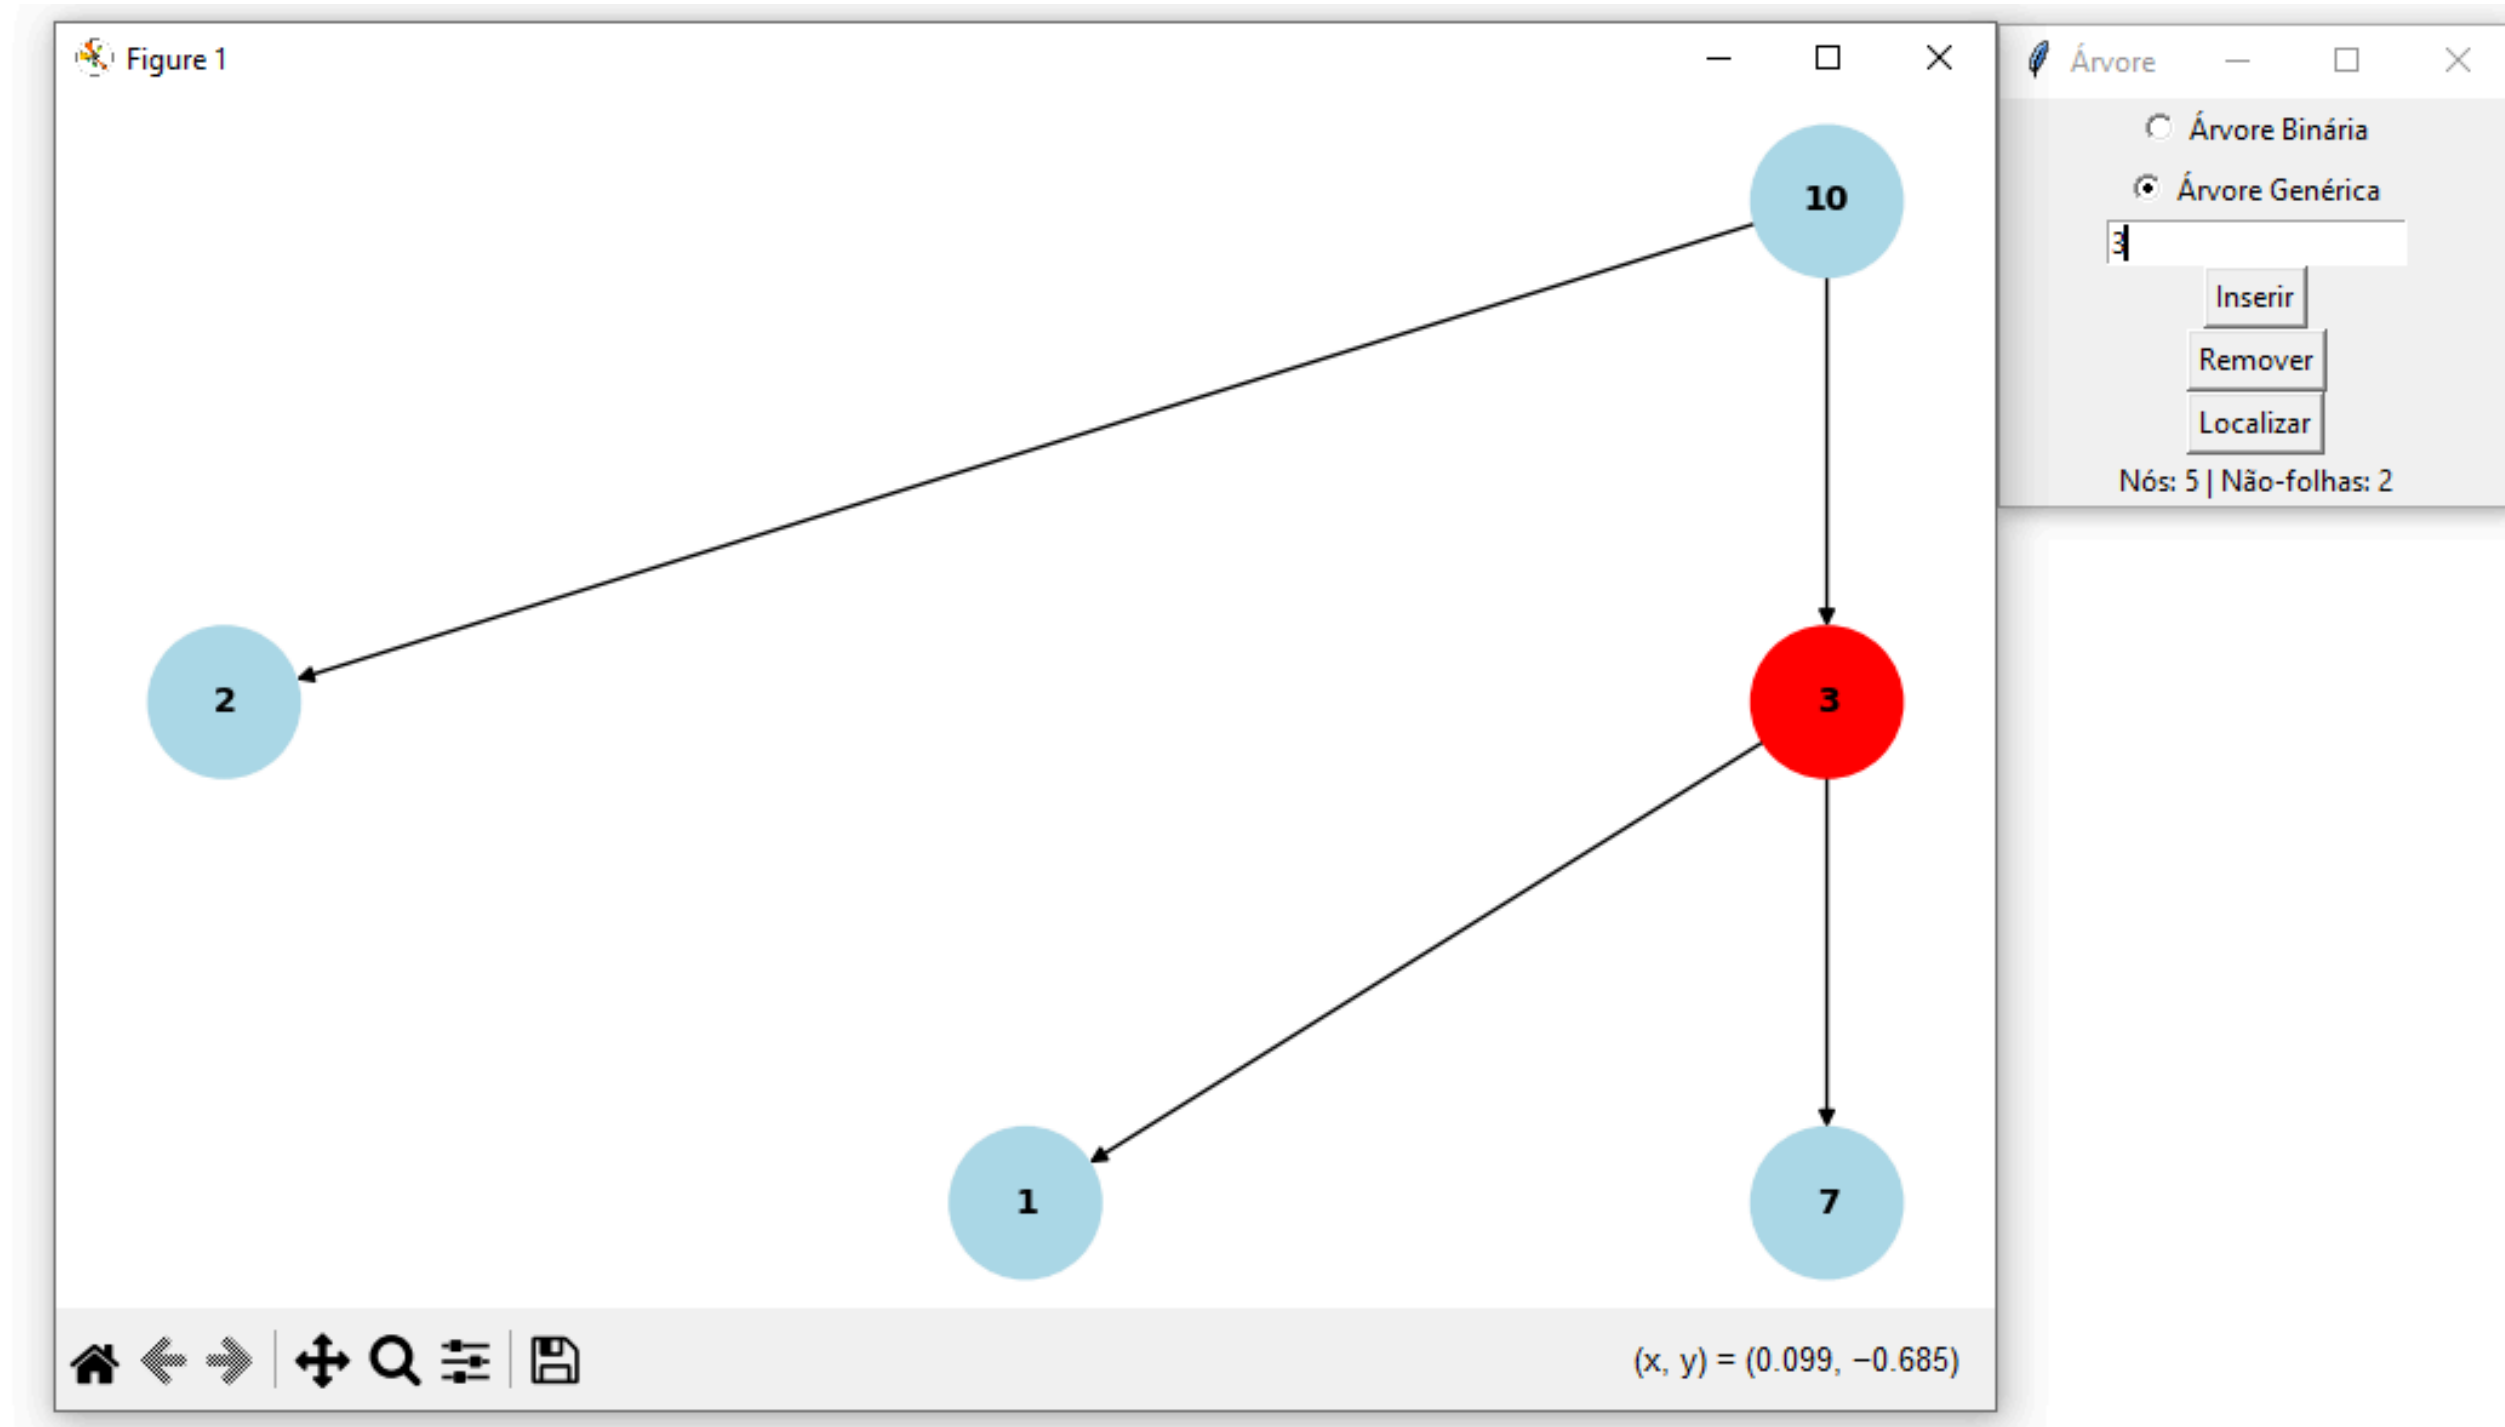 Figure 1
10
2
3
1
7
(x, y) = (0.099, −0.685)
Árvore
Árvore Binária
Árvore Genérica
3
Inserir
Remover
Localizar
Nós: 5 | Não-folhas: 2